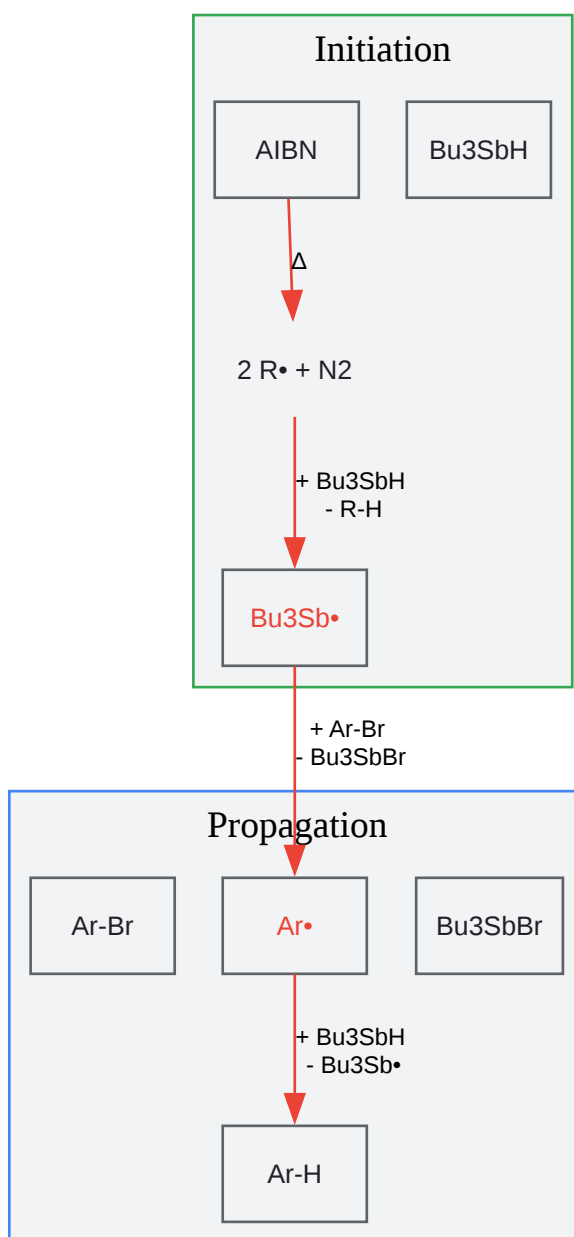 Initiation
AIBN
Bu3SbH
Δ
2 R• + N2
+ Bu3SbH
- R-H
Bu3Sb•
+ Ar-Br
- Bu3SbBr
Propagation
Ar-Br
Ar•
Bu3SbBr
+ Bu3SbH
- Bu3Sb•
Ar-H